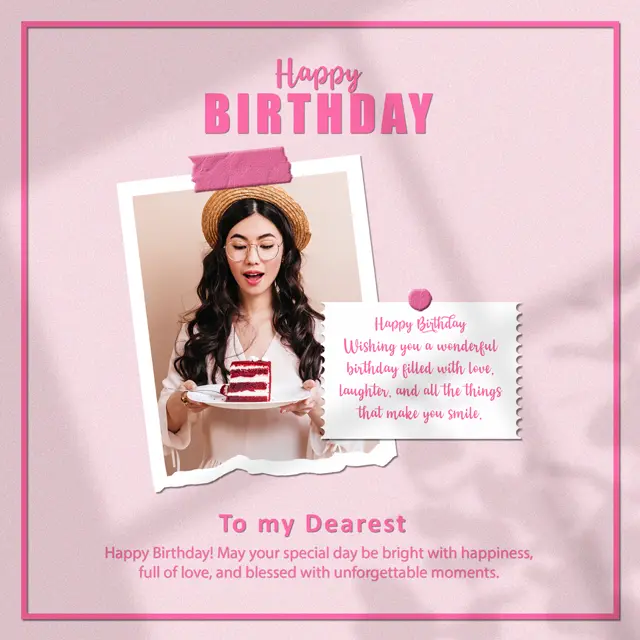 Happy
BIRTHDAY
Happy Birthday
Wishing you a wonderful
birthday filled with love,
laughter, and all the things
that make you smile.
To my Dearest
Happy Birthday! May your special day be bright with happiness,
full of love, and blessed with unforgettable moments.